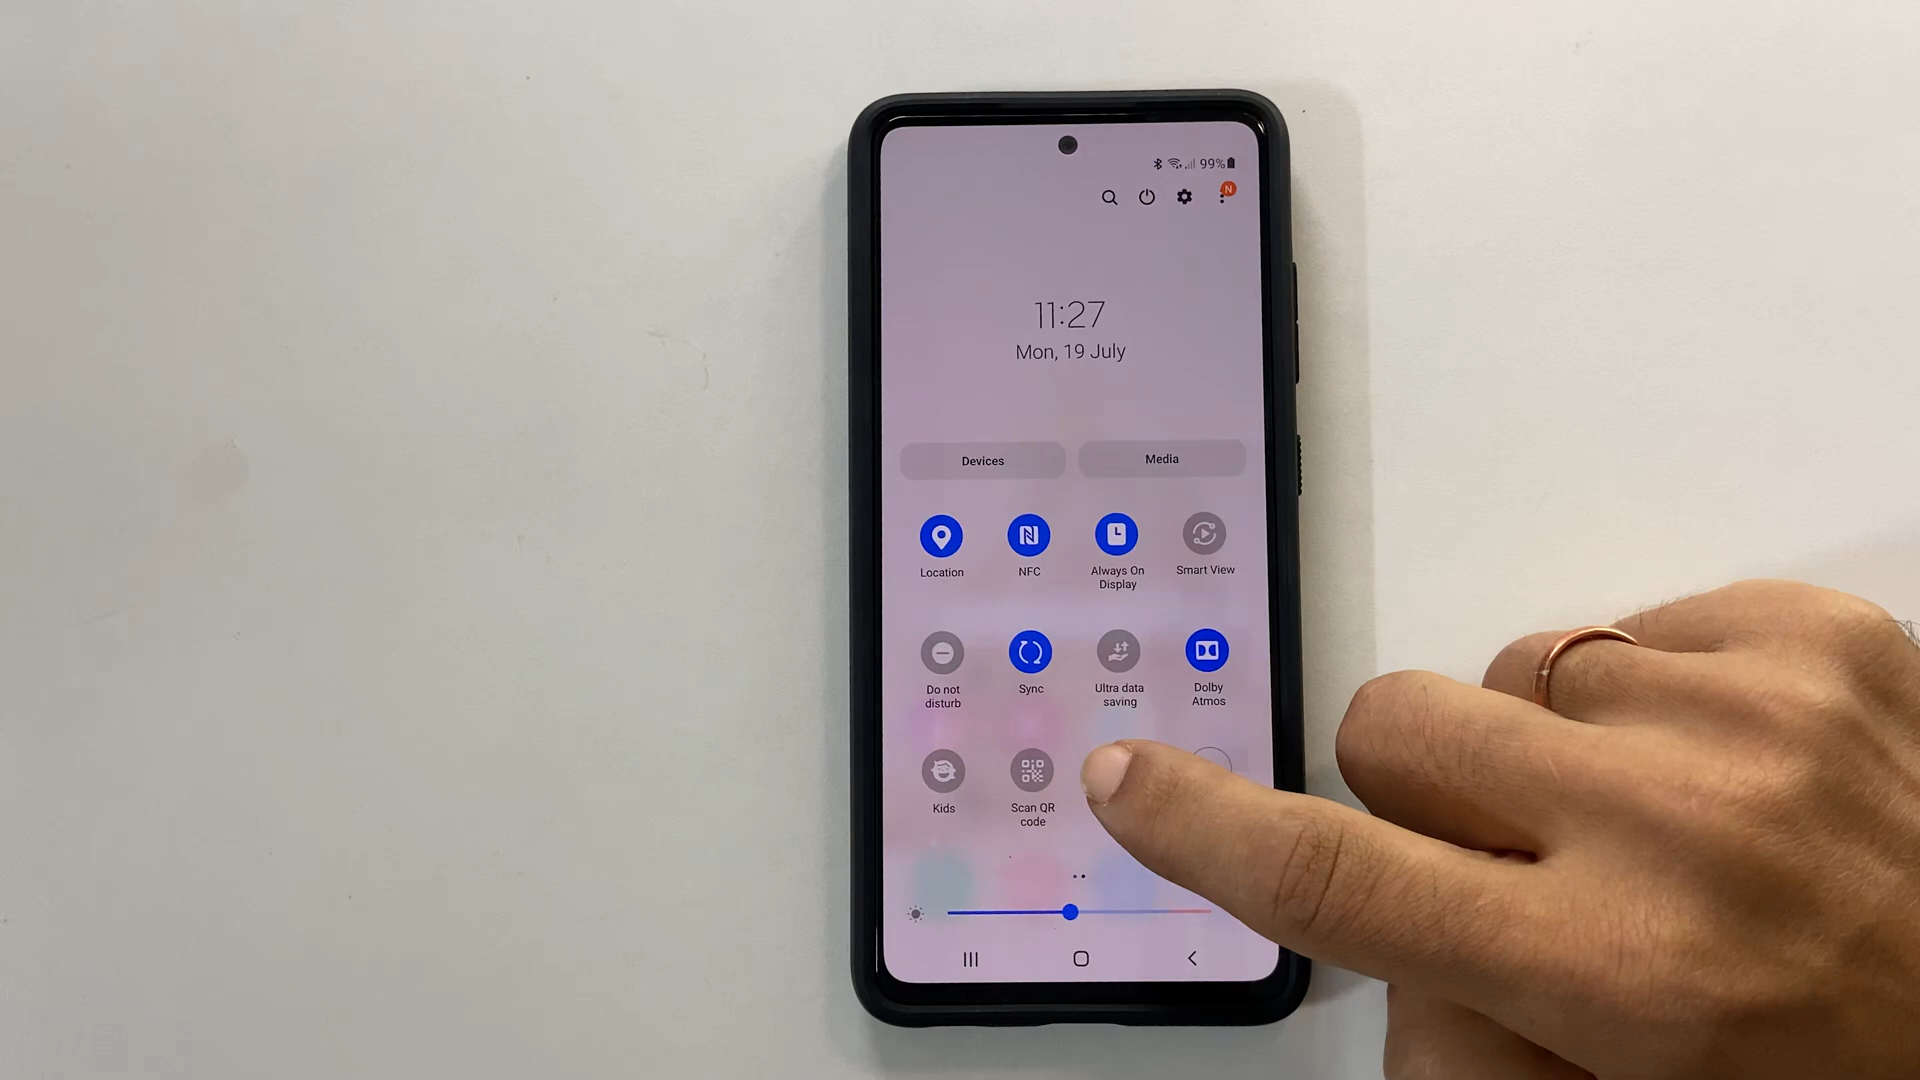 99%
N
11:27
Mon, 19 July
Devices Media
Location NFC Always On Display Smart View
Do not disturb Sync Ultra data saving Dolby Atmos
Kids Scan QR code